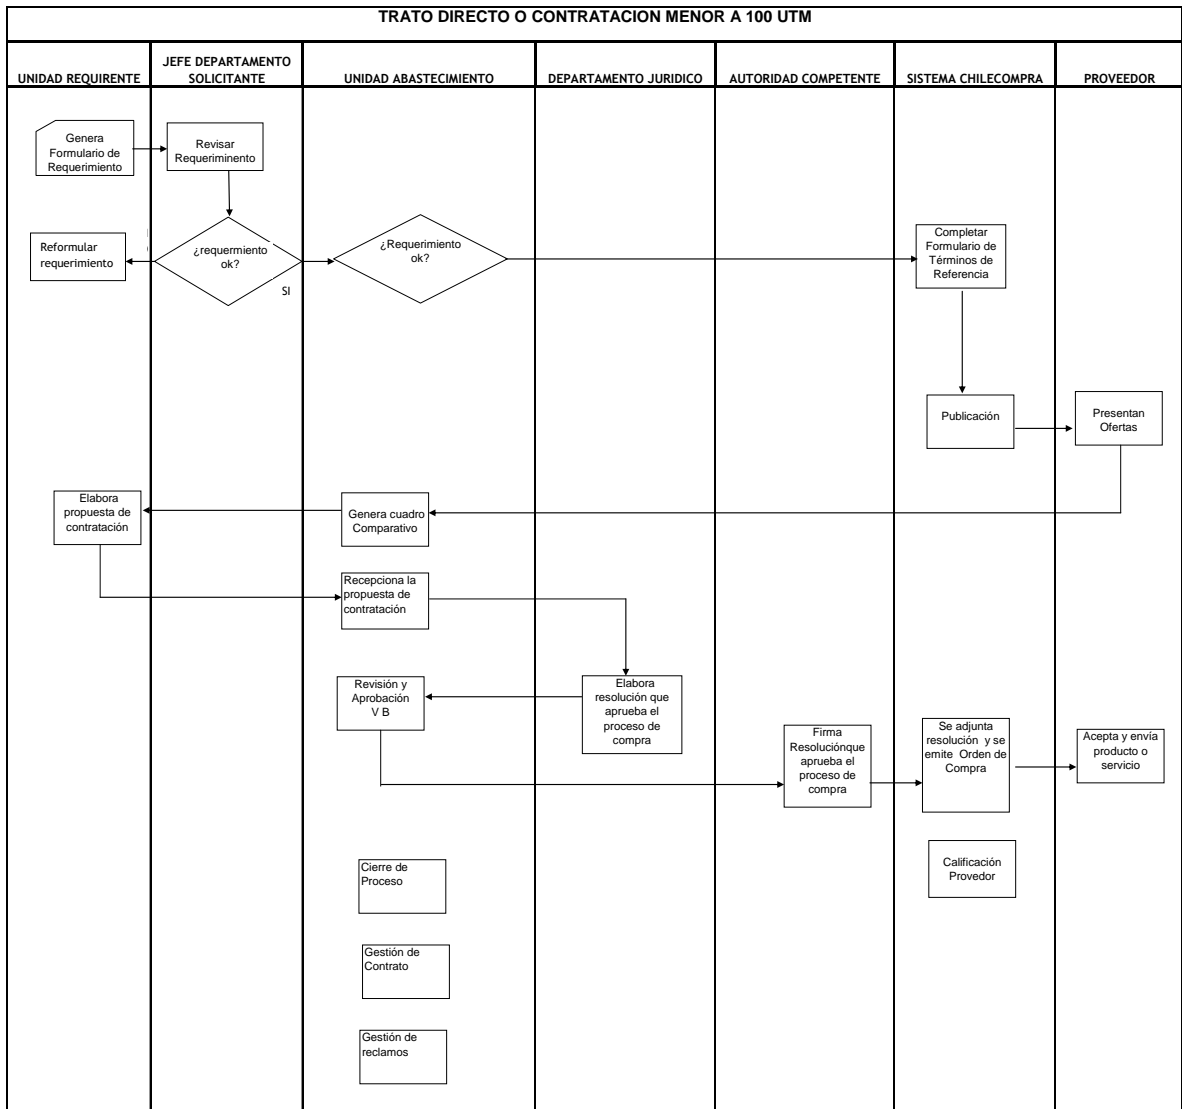 TRATO DIRECTO O CONTRATACION MENOR A 100 UTM
UNIDAD REQUIRENTE
JEFE DEPARTAMENTO
SOLICITANTE
UNIDAD ABASTECIMIENTO
DEPARTAMENTO JURIDICO
AUTORIDAD COMPETENTE
SISTEMA CHILECOMPRA
PROVEEDOR
Genera
Formulario de
Requerimiento
Revisar
Requeriminento
Reformular
requerimiento
¿requermiento
ok?
SI
¿Requerimiento
ok?
Completar
Formulario de
Términos de
Referencia
Publicación
Presentan
Ofertas
Elabora
propuesta de
contratación
Genera cuadro
Comparativo
Recepciona la
propuesta de
contratación
Revisión y
Aprobación
V B
Elabora
resolución que
aprueba el
proceso de
compra
Firma
Resoluciónque
aprueba el
proceso de
compra
Se adjunta
resolución y se
emite Orden de
Compra
Acepta y envía
producto o
servicio
Cierre de
Proceso
Calificación
Provedor
Gestión de
Contrato
Gestión de
reclamos